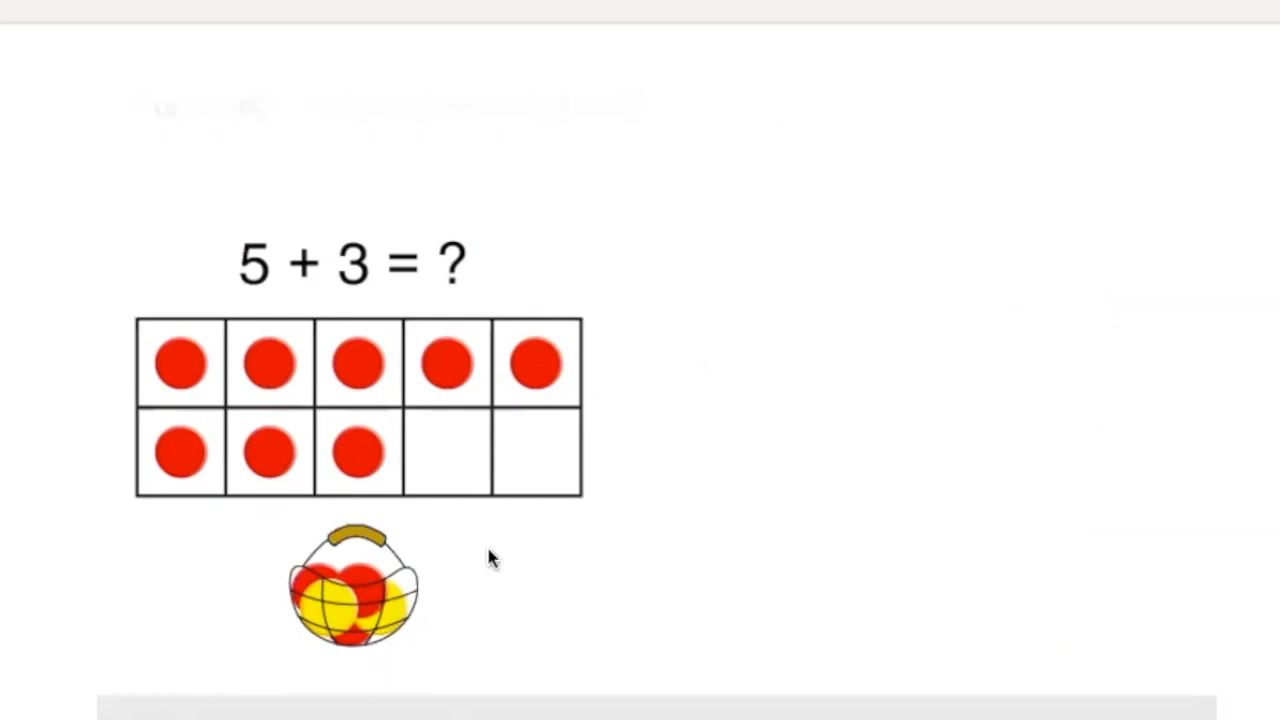 5 + 3 = ?